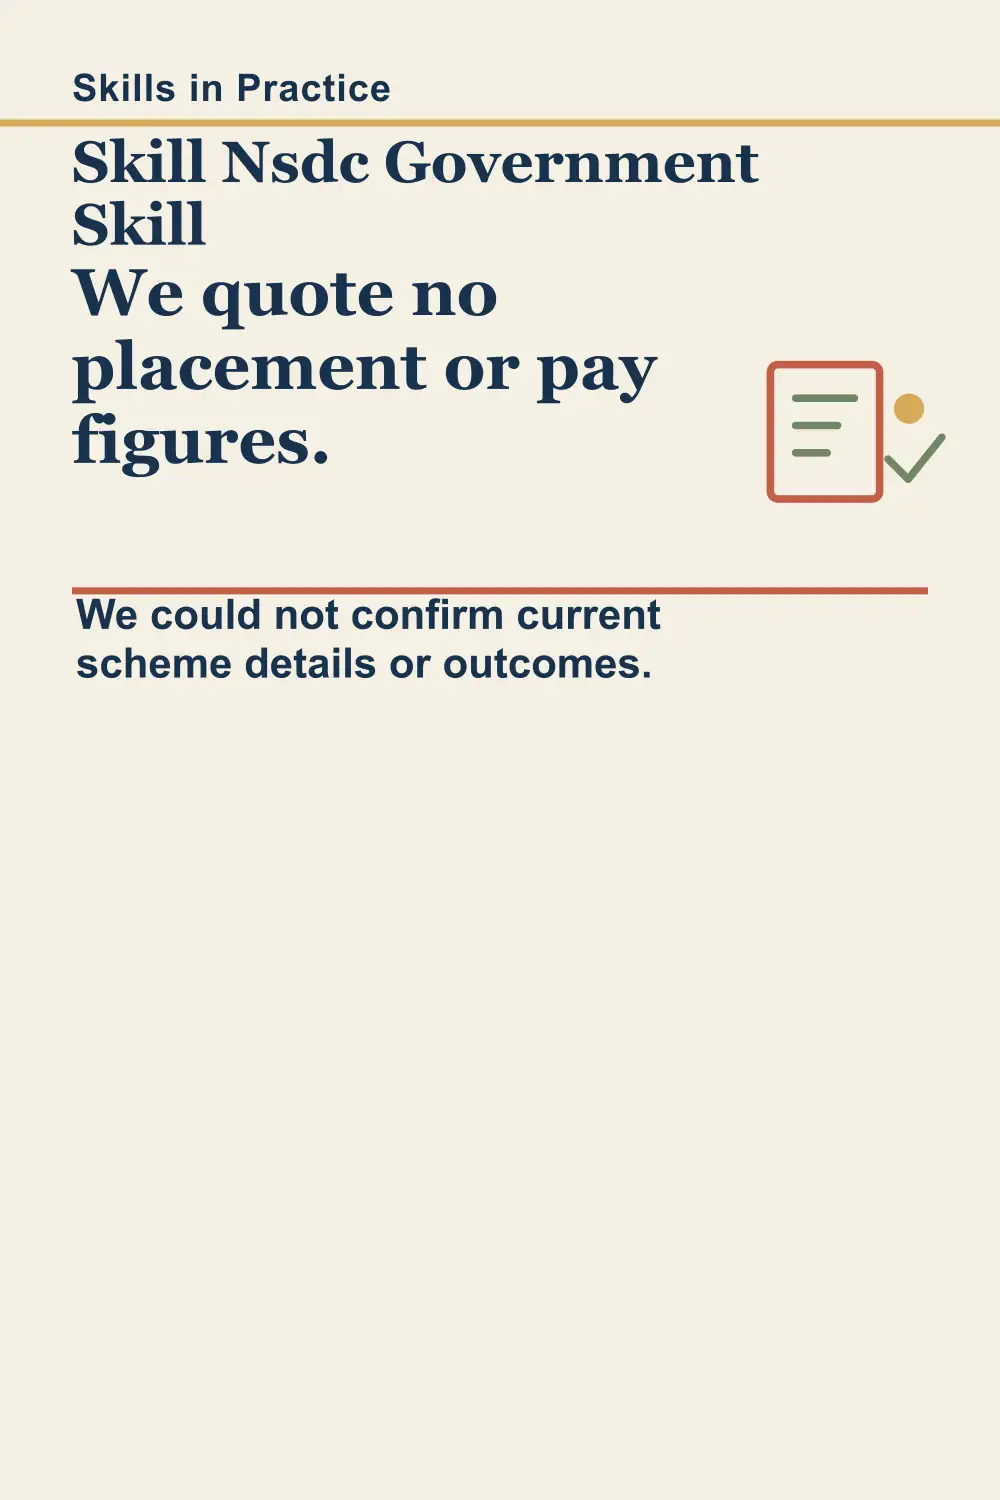 Skills in Practice
Skill Nsdc Government
Skill
We quote no
placement or pay
figures.
We could not confirm current
scheme details or outcomes.